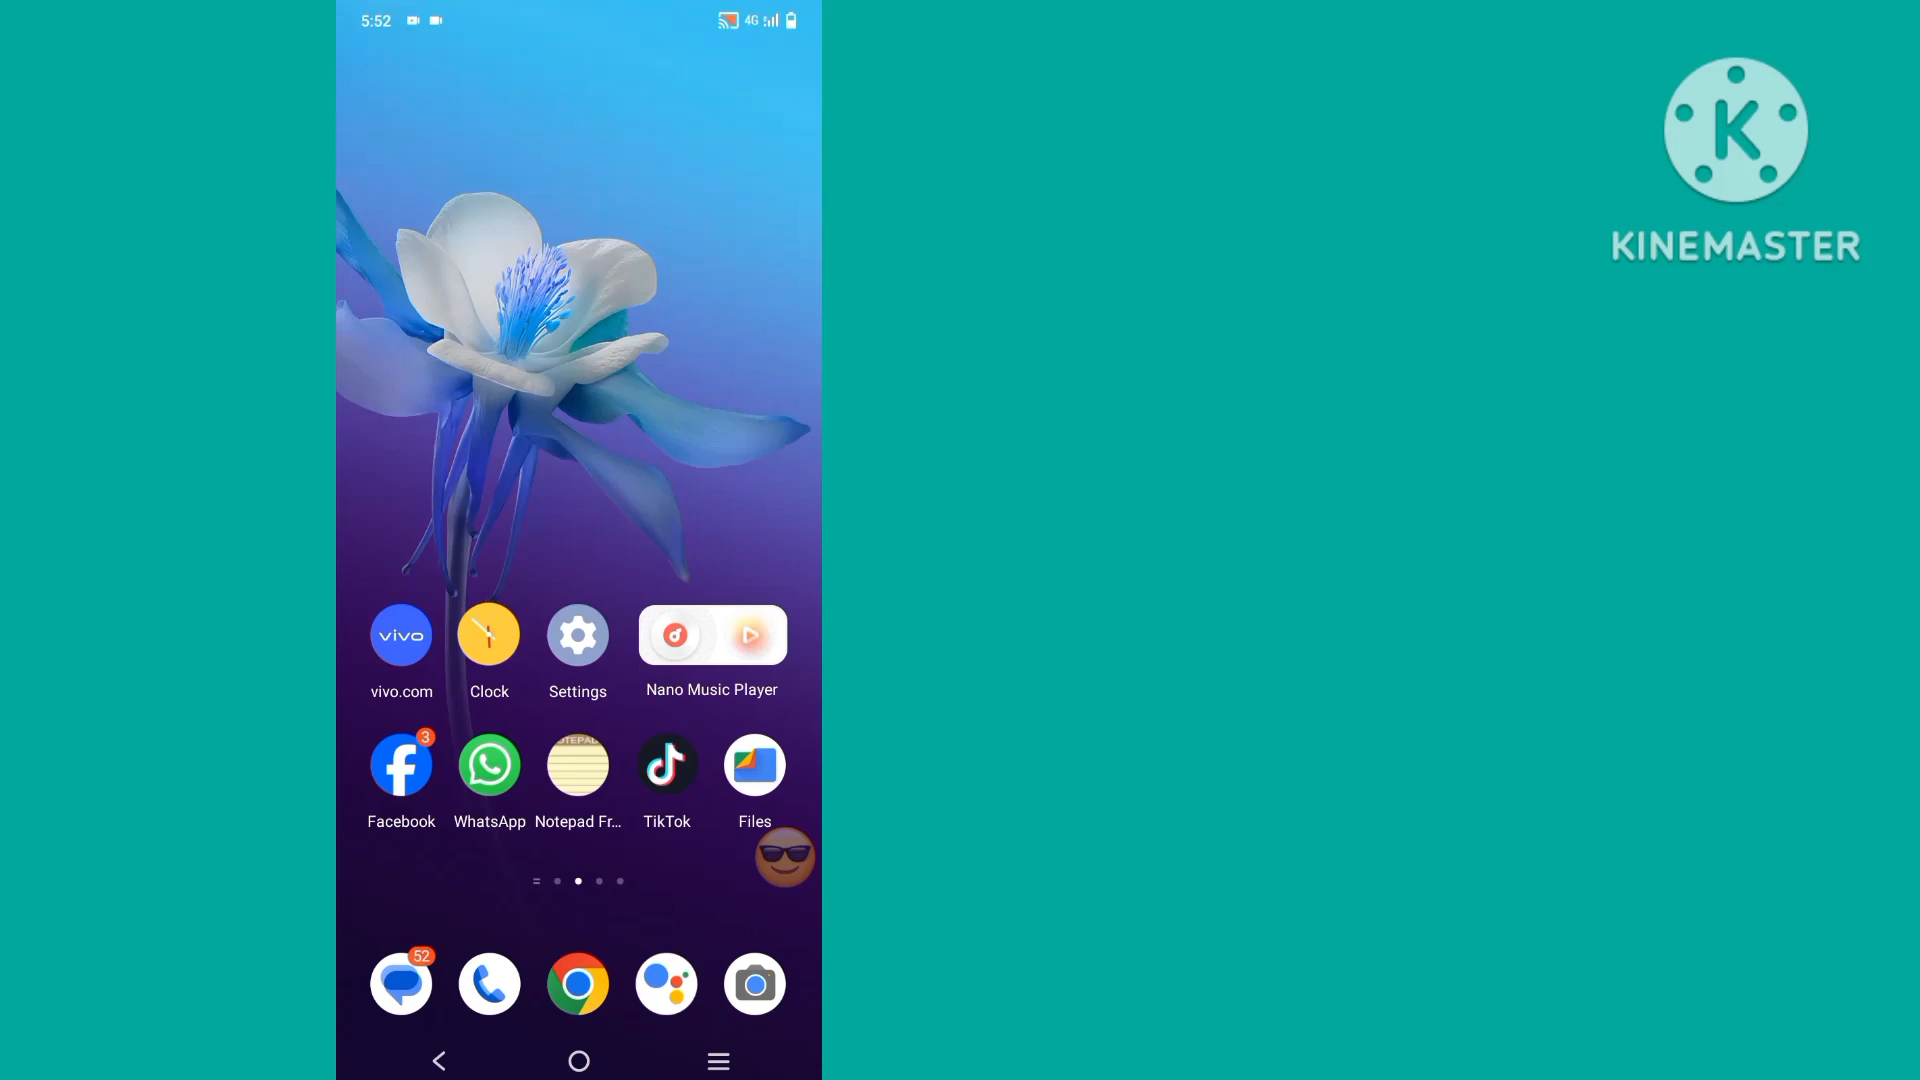 5:52
4G
K
KINEMASTER
vivo
vivo.com
Clock
Settings
Nano Music Player
3
OTEPAD
Facebook
WhatsApp
Notepad Fr...
TikTok
Files
52